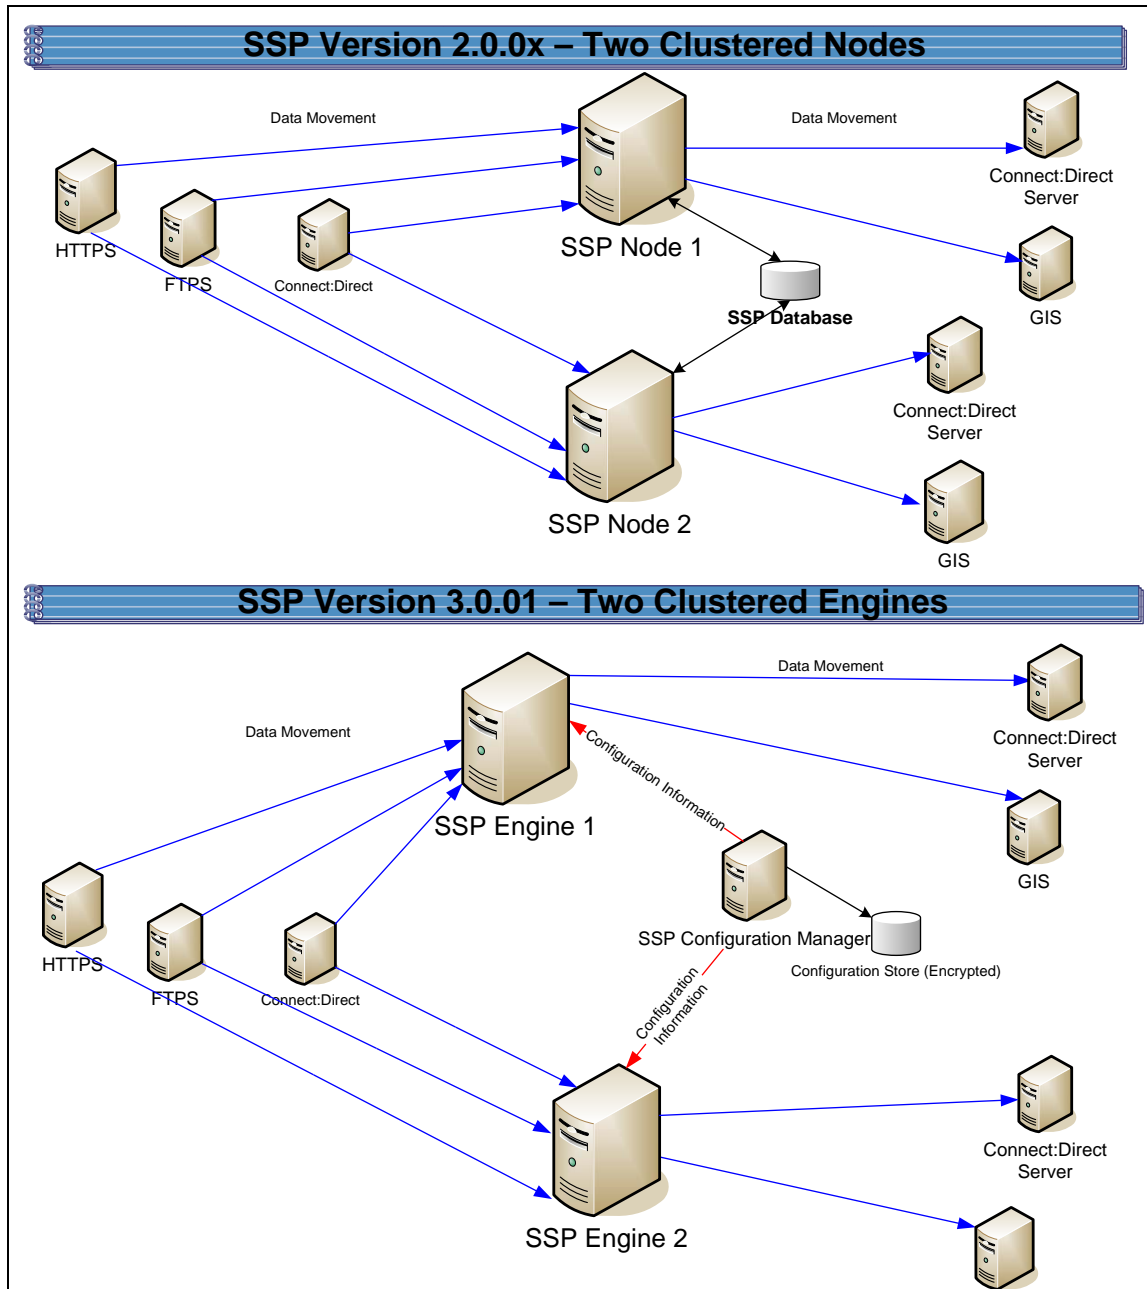 SSP Version 2.0.0x – Two Clustered Nodes
Data Movement
Data Movement
HTTPS
FTPS
Connect:Direct
SSP Node 1
SSP Database
Connect:Direct
Server
GIS
SSP Node 2
Connect:Direct
Server
GIS
SSP Version 3.0.01 – Two Clustered Engines
Data Movement
Data Movement
SSP Engine 1
Configuration Information
Connect:Direct
Server
GIS
HTTPS
FTPS
Connect:Direct
SSP Configuration Manager
Configuration Store (Encrypted)
Configuration
Information
SSP Engine 2
Connect:Direct
Server